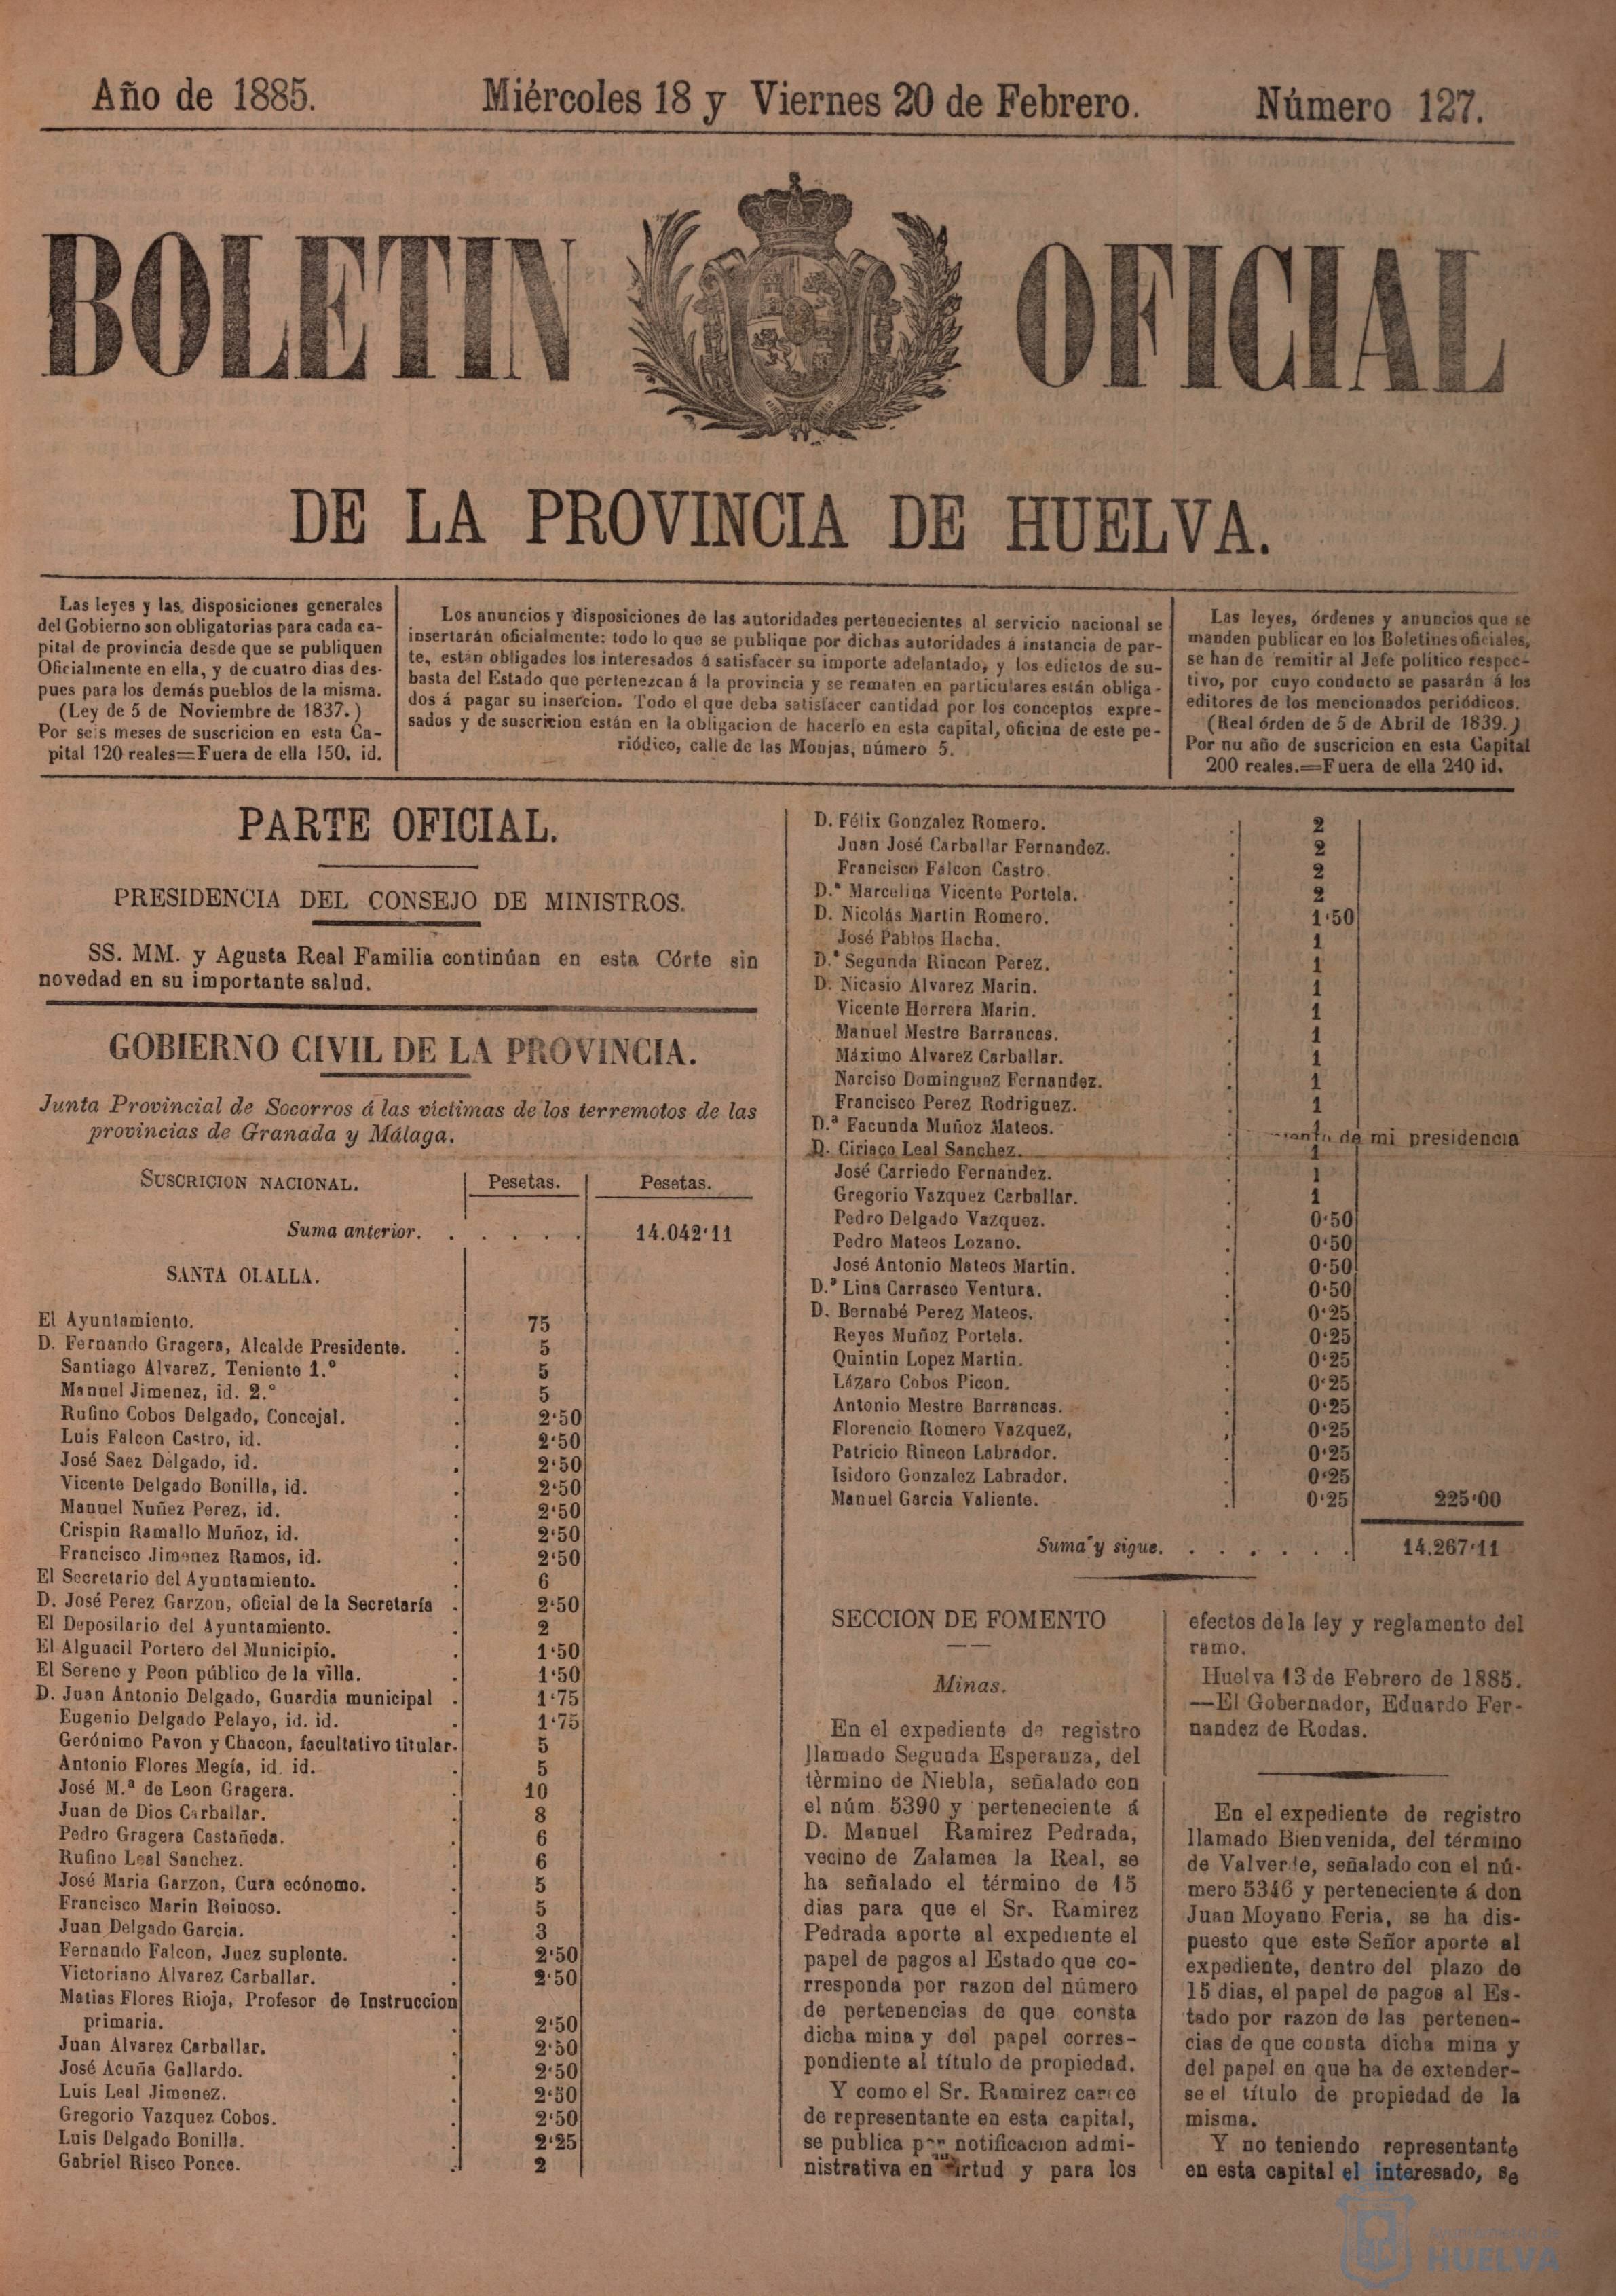 Año de 1885.
Miércoles 18 y Viernes 20 de Febrero.
Número 127.
BOLETIN OFICIAL
DE LA PROVINCIA DE HUELVA.
Las leyes y las disposiciones generales
del Gobierno son obligatorias para cada ca-
pital de provincia desde que se publiquen
Oficialmente en ella, y de cuatro dias des-
pues para los demás pueblos de la misma.
(Ley de 5 de Noviembre de 1837.)
Por seis meses de suscricion en esta Ca-
pital 120 reales=Fuera de ella 150, id.
Los anuncios y disposiciones de las autoridades pertenecientes al servicio nacional se
insertarán oficialmente: todo lo que se publique por dichas autoridades á instancia de par-
te, están obligados los interesados á satisfacer su importe adelantado; y los edictos de su-
basta del Estado que pertenezcan á la provincia y se rematen en particulares están obliga-
dos á pagar su insercion. Todo el que deba satisfacer cantidad por los conceptos expre-
sados y de suscricion están en la obligacion de hacerlo en esta capital, oficina de este pe-
riódico, calle de las Monjas, número 5.
Las leyes, órdenes y anuncios que se
manden publicar en los Boletines oficiales,
se han de remitir al Jefe político respec-
tivo, por cuyo conducto se pasarán á los
editores de los mencionados periódicos.
(Real órden de 5 de Abril de 1839.)
Por nu año de suscricion en esta Capital
200 reales.=Fuera de ella 240 id.
PARTE OFICIAL.
PRESIDENCIA DEL CONSEJO DE MINISTROS.
SS. MM. y Agusta Real Familia continúan en esta Córte sin
novedad en su importante salud.
GOBIERNO CIVIL DE LA PROVINCIA.
Junta Provincial de Socorros á las víctimas de los terremotos de las
provincias de Granada y Málaga.
SUSCRICION NACIONAL. Pesetas. Pesetas.
Suma anterior. . . . . . 14.042'11
SANTA OLALLA.
El Ayuntamiento. . 75
D. Fernando Gragera, Alcalde Presidente. . 5
Santiago Alvarez, Teniente 1.º . 5
Manuel Jimenez, id. 2.º . 5
Rufino Cobos Delgado, Concejal. . 2'50
Luis Falcon Castro, id. . 2'50
José Saez Delgado, id. . 2'50
Vicente Delgado Bonilla, id. . 2'50
Manuel Nuñez Perez, id. . 2'50
Crispin Ramallo Muñoz, id. . 2'50
Francisco Jimenez Ramos, id. . 2'50
El Secretario del Ayuntamiento. . 6
D. José Perez Garzon, oficial de la Secretaría . 2'50
El Depositario del Ayuntamiento. . 2
El Alguacil Portero del Municipio. . 1'50
El Sereno y Peon público de la villa. . 1'50
D. Juan Antonio Delgado, Guardia municipal . 1'75
Eugenio Delgado Pelayo, id. id. . 1'75
Gerónimo Pavon y Chacon, facultativo titular. 5
Antonio Flores Megía, id. id. . 5
José M.ª de Leon Gragera. . 10
Juan de Dios Carballar. . 8
Pedro Gragera Castañeda. . 6
Rufino Leal Sanchez. . 6
José Maria Garzon, Cura ecónomo. . 5
Francisco Marin Reinoso. . 5
Juan Delgado Garcia. . 3
Fernando Falcon, Juez suplente. . 2'50
Victoriano Alvarez Carballar. . 2'50
Matias Flores Rioja, Profesor de Instruccion
primaria. . 2'50
Juan Alvarez Carballar. . 2'50
José Acuña Gallardo. . 2'50
Luis Leal Jimenez. . 2'50
Gregorio Vazquez Cobos. . 2'50
Luis Delgado Bonilla. . 2'25
Gabriel Risco Ponce. . 2
D. Félix Gonzalez Romero. . 2
Juan José Carballar Fernandez. . 2
Francisco Falcon Castro. . 2
D.ª Marcelina Vicente Portela. . 2
D. Nicolás Martin Romero. . 1'50
José Pablos Hacha. . 1
D.ª Segunda Rincon Perez. . 1
D. Nicasio Alvarez Marin. . 1
Vicente Herrera Marin. . 1
Manuel Mestre Barrancas. . 1
Máximo Alvarez Carballar. . 1
Narciso Dominguez Fernandez. . 1
Francisco Perez Rodriguez. . 1
D.ª Facunda Muñoz Mateos. . 1
de mi presidencia
D. Ciriaco Leal Sanchez. 1
José Carriedo Fernandez. . 1
Gregorio Vazquez Carballar. . 1
Pedro Delgado Vazquez. . 0'50
Pedro Mateos Lozano. . 0'50
José Antonio Mateos Martin. . 0'50
D.ª Lina Carrasco Ventura. . 0'50
D. Bernabé Perez Mateos. . 0'25
Reyes Muñoz Portela. . 0'25
Quintin Lopez Martin. . 0'25
Lázaro Cobos Picon. . 0'25
Antonio Mestre Barrancas. . 0'25
Florencio Romero Vazquez, . 0'25
Patricio Rincon Labrador. . 0'25
Isidoro Gonzalez Labrador. . 0'25
Manuel Garcia Valiente. . 0'25 225'00
Suma y sigue. . . . . . . 14.267'11
SECCION DE FOMENTO
Minas.
En el expediente de registro
llamado Segunda Esperanza, del
tèrmino de Niebla, señalado con
el núm. 5390 y perteneciente á
D. Manuel Ramirez Pedrada,
vecino de Zalamea la Real, se
ha señalado el término de 15
dias para que el Sr. Ramirez
Pedrada aporte al expediente el
papel de pagos al Estado que co-
rresponda por razon del número
de pertenencias de que consta
dicha mina y del papel corres-
pondiente al título de propiedad.
Y como el Sr. Ramirez carece
de representante en esta capital,
se publica por notificacion admi-
nistrativa en virtud y para los
efectos de la ley y reglamento del
ramo.
Huelva 13 de Febrero de 1885.
—El Gobernador, Eduardo Fer-
nandez de Rodas.
En el expediente de registro
llamado Bienvenida, del término
de Valverde, señalado con el nú-
mero 5346 y perteneciente á don
Juan Moyano Feria, se ha dis-
puesto que este Señor aporte al
expediente, dentro del plazo de
15 dias, el papel de pagos al Es-
tado por razon de las pertenen-
cias de que consta dicha mina y
del papel en que ha de extender-
se el título de propiedad de la
misma.
Y no teniendo representante
en esta capital el interesado, se
Ayuntamiento de
HUELVA